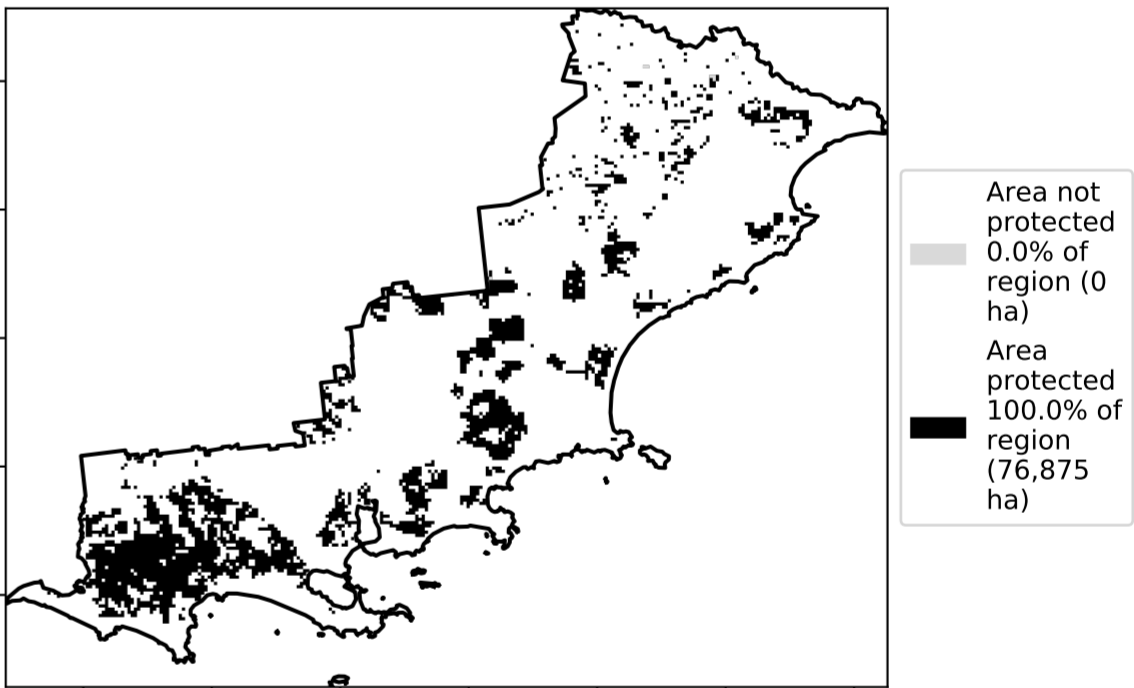 Area not
protected
0.0% of
region (0
ha)
Area
protected
100.0% of
region
(76,875
ha)